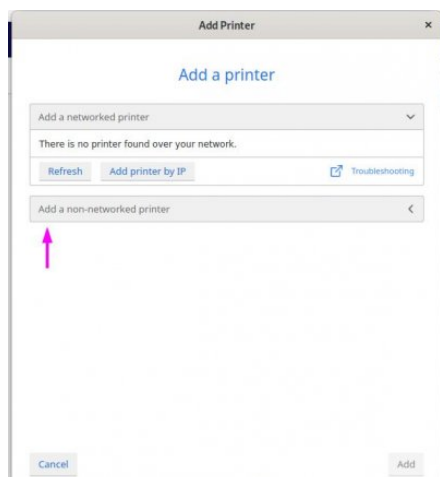 Add Printer
Add a printer
Add a networked printer
There is no printer found over your network.
Refresh Add printer by IP Troubleshooting
Add a non-networked printer
Cancel Add